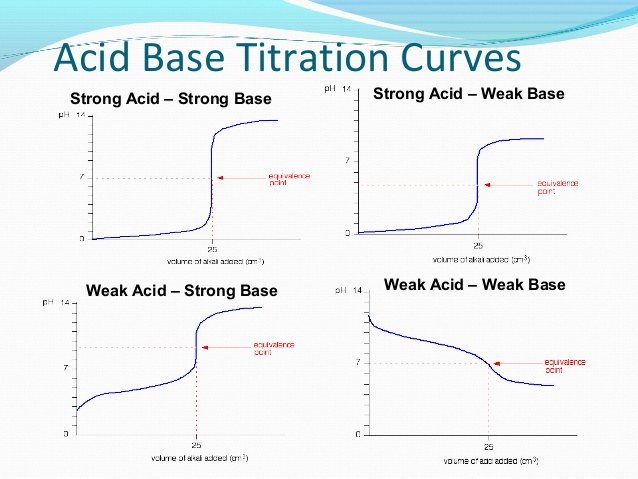 Acid Base Titration Curves
Strong Acid – Strong Base
pH 14
7
0
equivalence
point
25
volume of alkali added (cm³)
Strong Acid – Weak Base
pH 14
7
0
equivalence
point
25
volume of alkali added (cm³)
Weak Acid – Strong Base
pH 14
7
0
equivalence
point
25
volume of alkali added (cm³)
Weak Acid – Weak Base
pH 14
7
0
equivalence
point
25
volume of acid added (cm³)